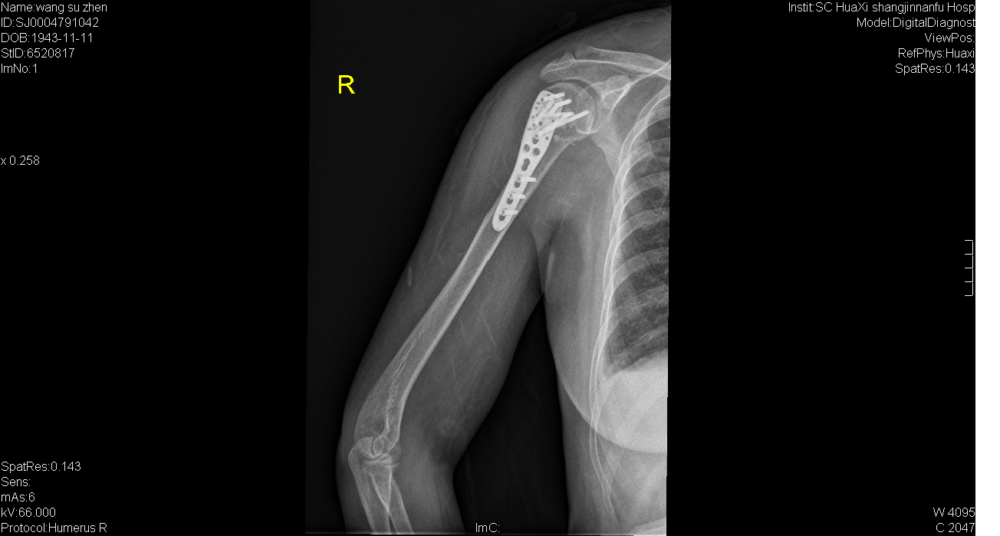 Name:wang su zhen
ID:SJ0004791042
DOB:1943-11-11
StID:6520817
ImNo:1
Instit:SC HuaXi shangjinnanfu Hosp
Model:DigitalDiagnost
ViewPos:
RefPhys:Huaxi
SpatRes:0.143
R
x 0.258
SpatRes:0.143
Sens:
mAs:6
kV:66.000
Protocol:Humerus R
ImC:
W 4095
C 2047